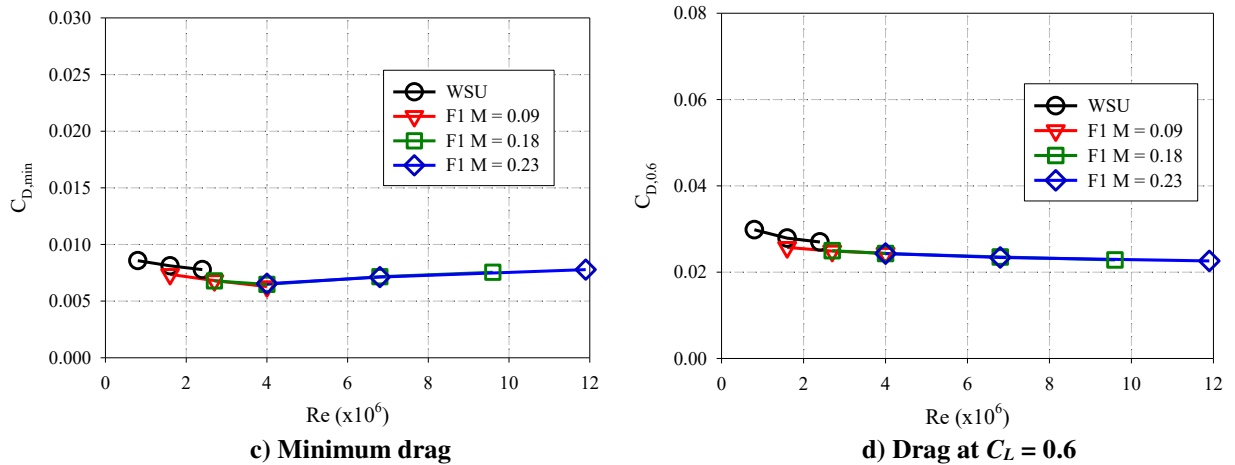 0.030
0.025
0.020
0.015
0.010
0.005
0.000
C_D,min
0 2 4 6 8 10 12
Re (x10^6)
WSU
F1 M = 0.09
F1 M = 0.18
F1 M = 0.23
c) Minimum drag
0.08
0.06
0.04
0.02
0.00
C_D,0.6
0 2 4 6 8 10 12
Re (x10^6)
WSU
F1 M = 0.09
F1 M = 0.18
F1 M = 0.23
d) Drag at C_L = 0.6